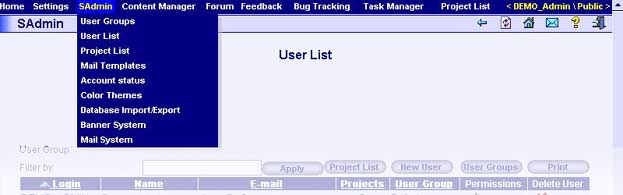 Home Settings SAdmin Content Manager Forum Feedback Bug Tracking Task Manager Project List < DEMO_Admin \ Public >
SAdmin
User Groups
User List
Project List
Mail Templates
Account status
Color Themes
Database Import/Export
Banner System
Mail System
User List
User Group
Filter by: Apply Project List New User User Groups Print
Login Name E-mail Projects User Group Permissions Delete User